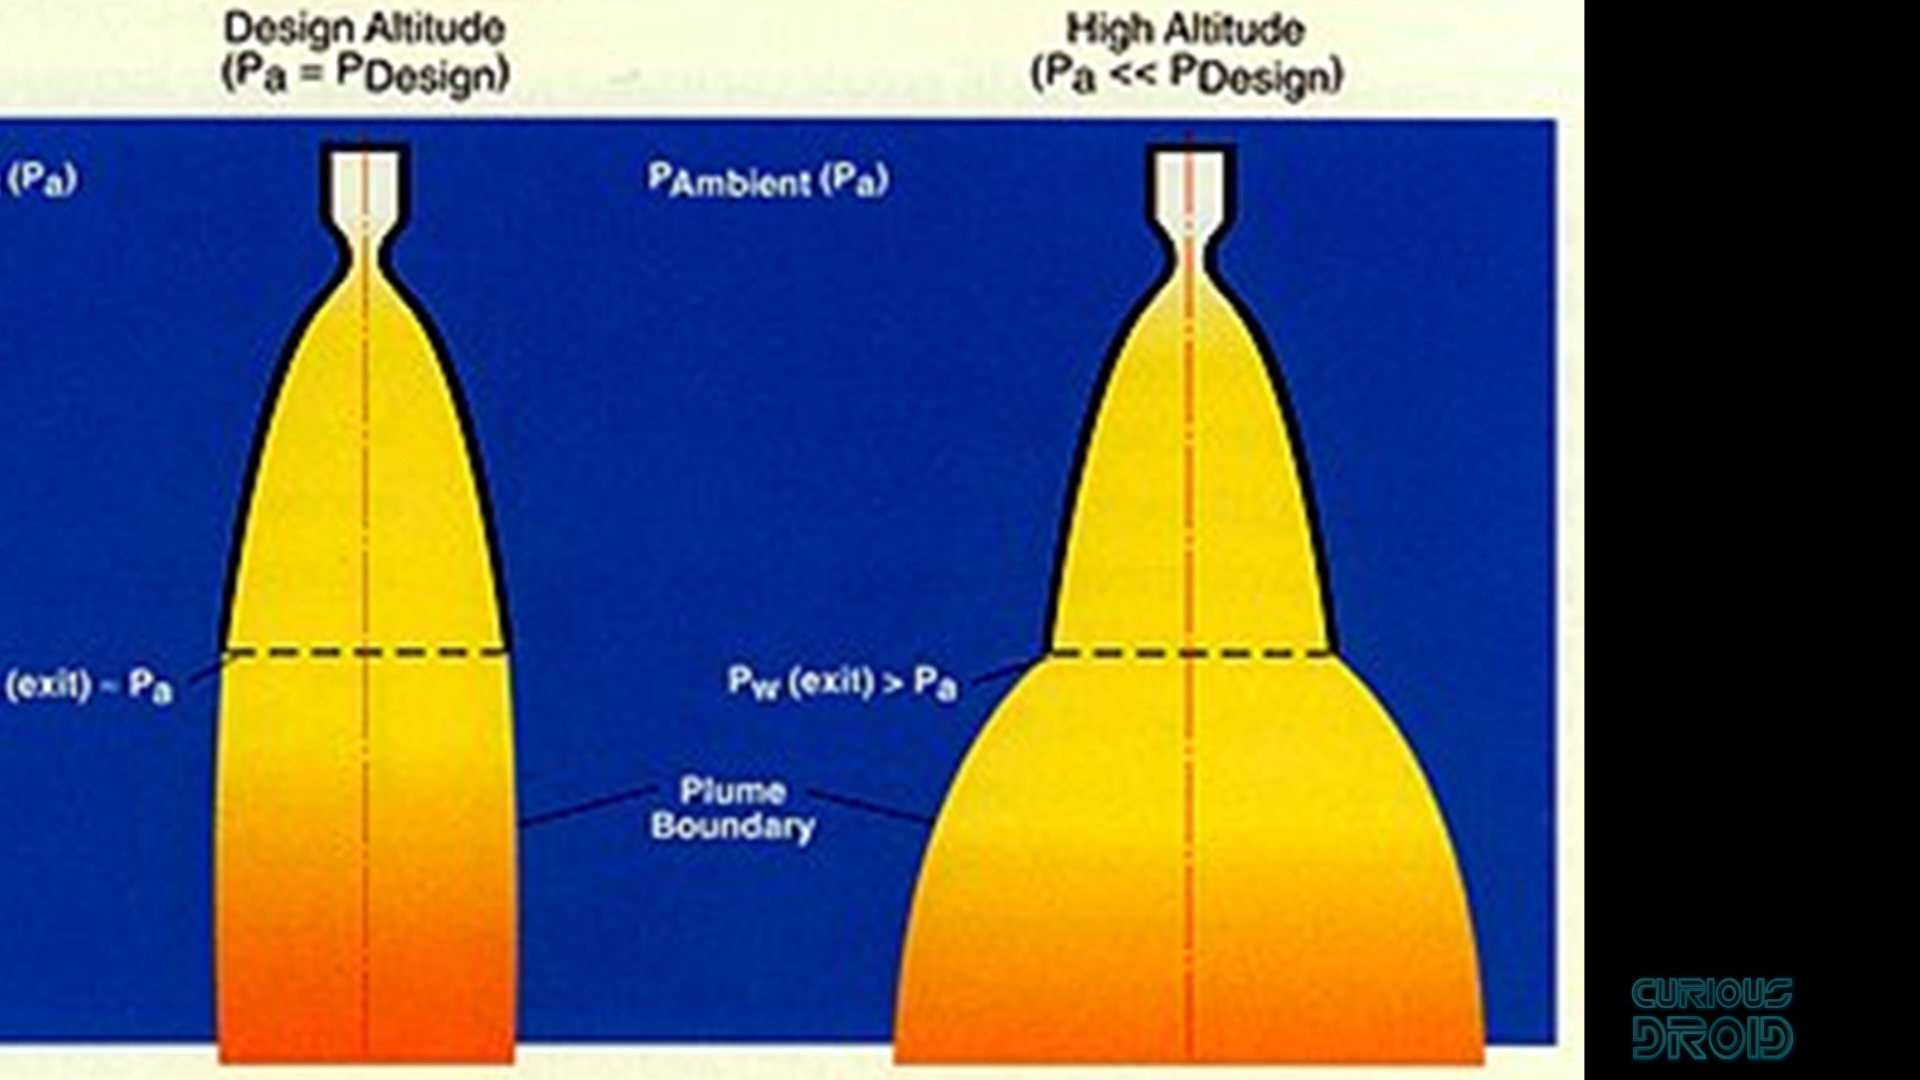 Design Altitude
(Pa = PDesign)
High Altitude
(Pa << PDesign)
(Pa)
PAmbient (Pa)
(exit) ~ Pa
Pw (exit) > Pa
Plume
Boundary
CURIOUS
DROID